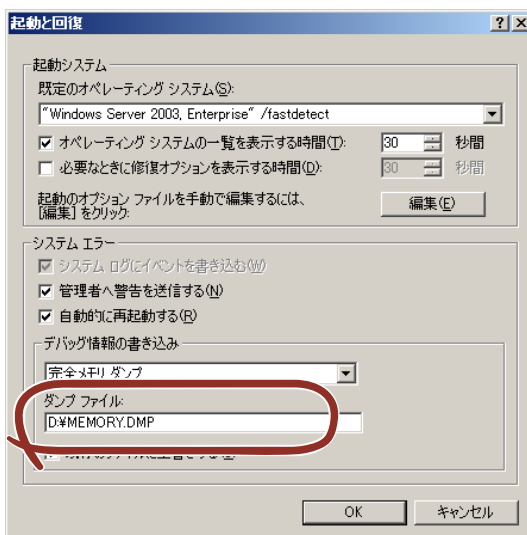 起動と回復
起動システム
既定のオペレーティング システム(S):
"Windows Server 2003, Enterprise" /fastdetect
オペレーティング システムの一覧を表示する時間(T): 30 秒間
必要なときに修復オプションを表示する時間(D): 30 秒間
起動のオプション ファイルを手動で編集するには、
[編集] をクリック: 編集(E)
システム エラー
システム ログにイベントを書き込む(W)
管理者へ警告を送信する(N)
自動的に再起動する(R)
デバッグ情報の書き込み
完全メモリ ダンプ
ダンプ ファイル:
D:¥MEMORY.DMP
OK キャンセル